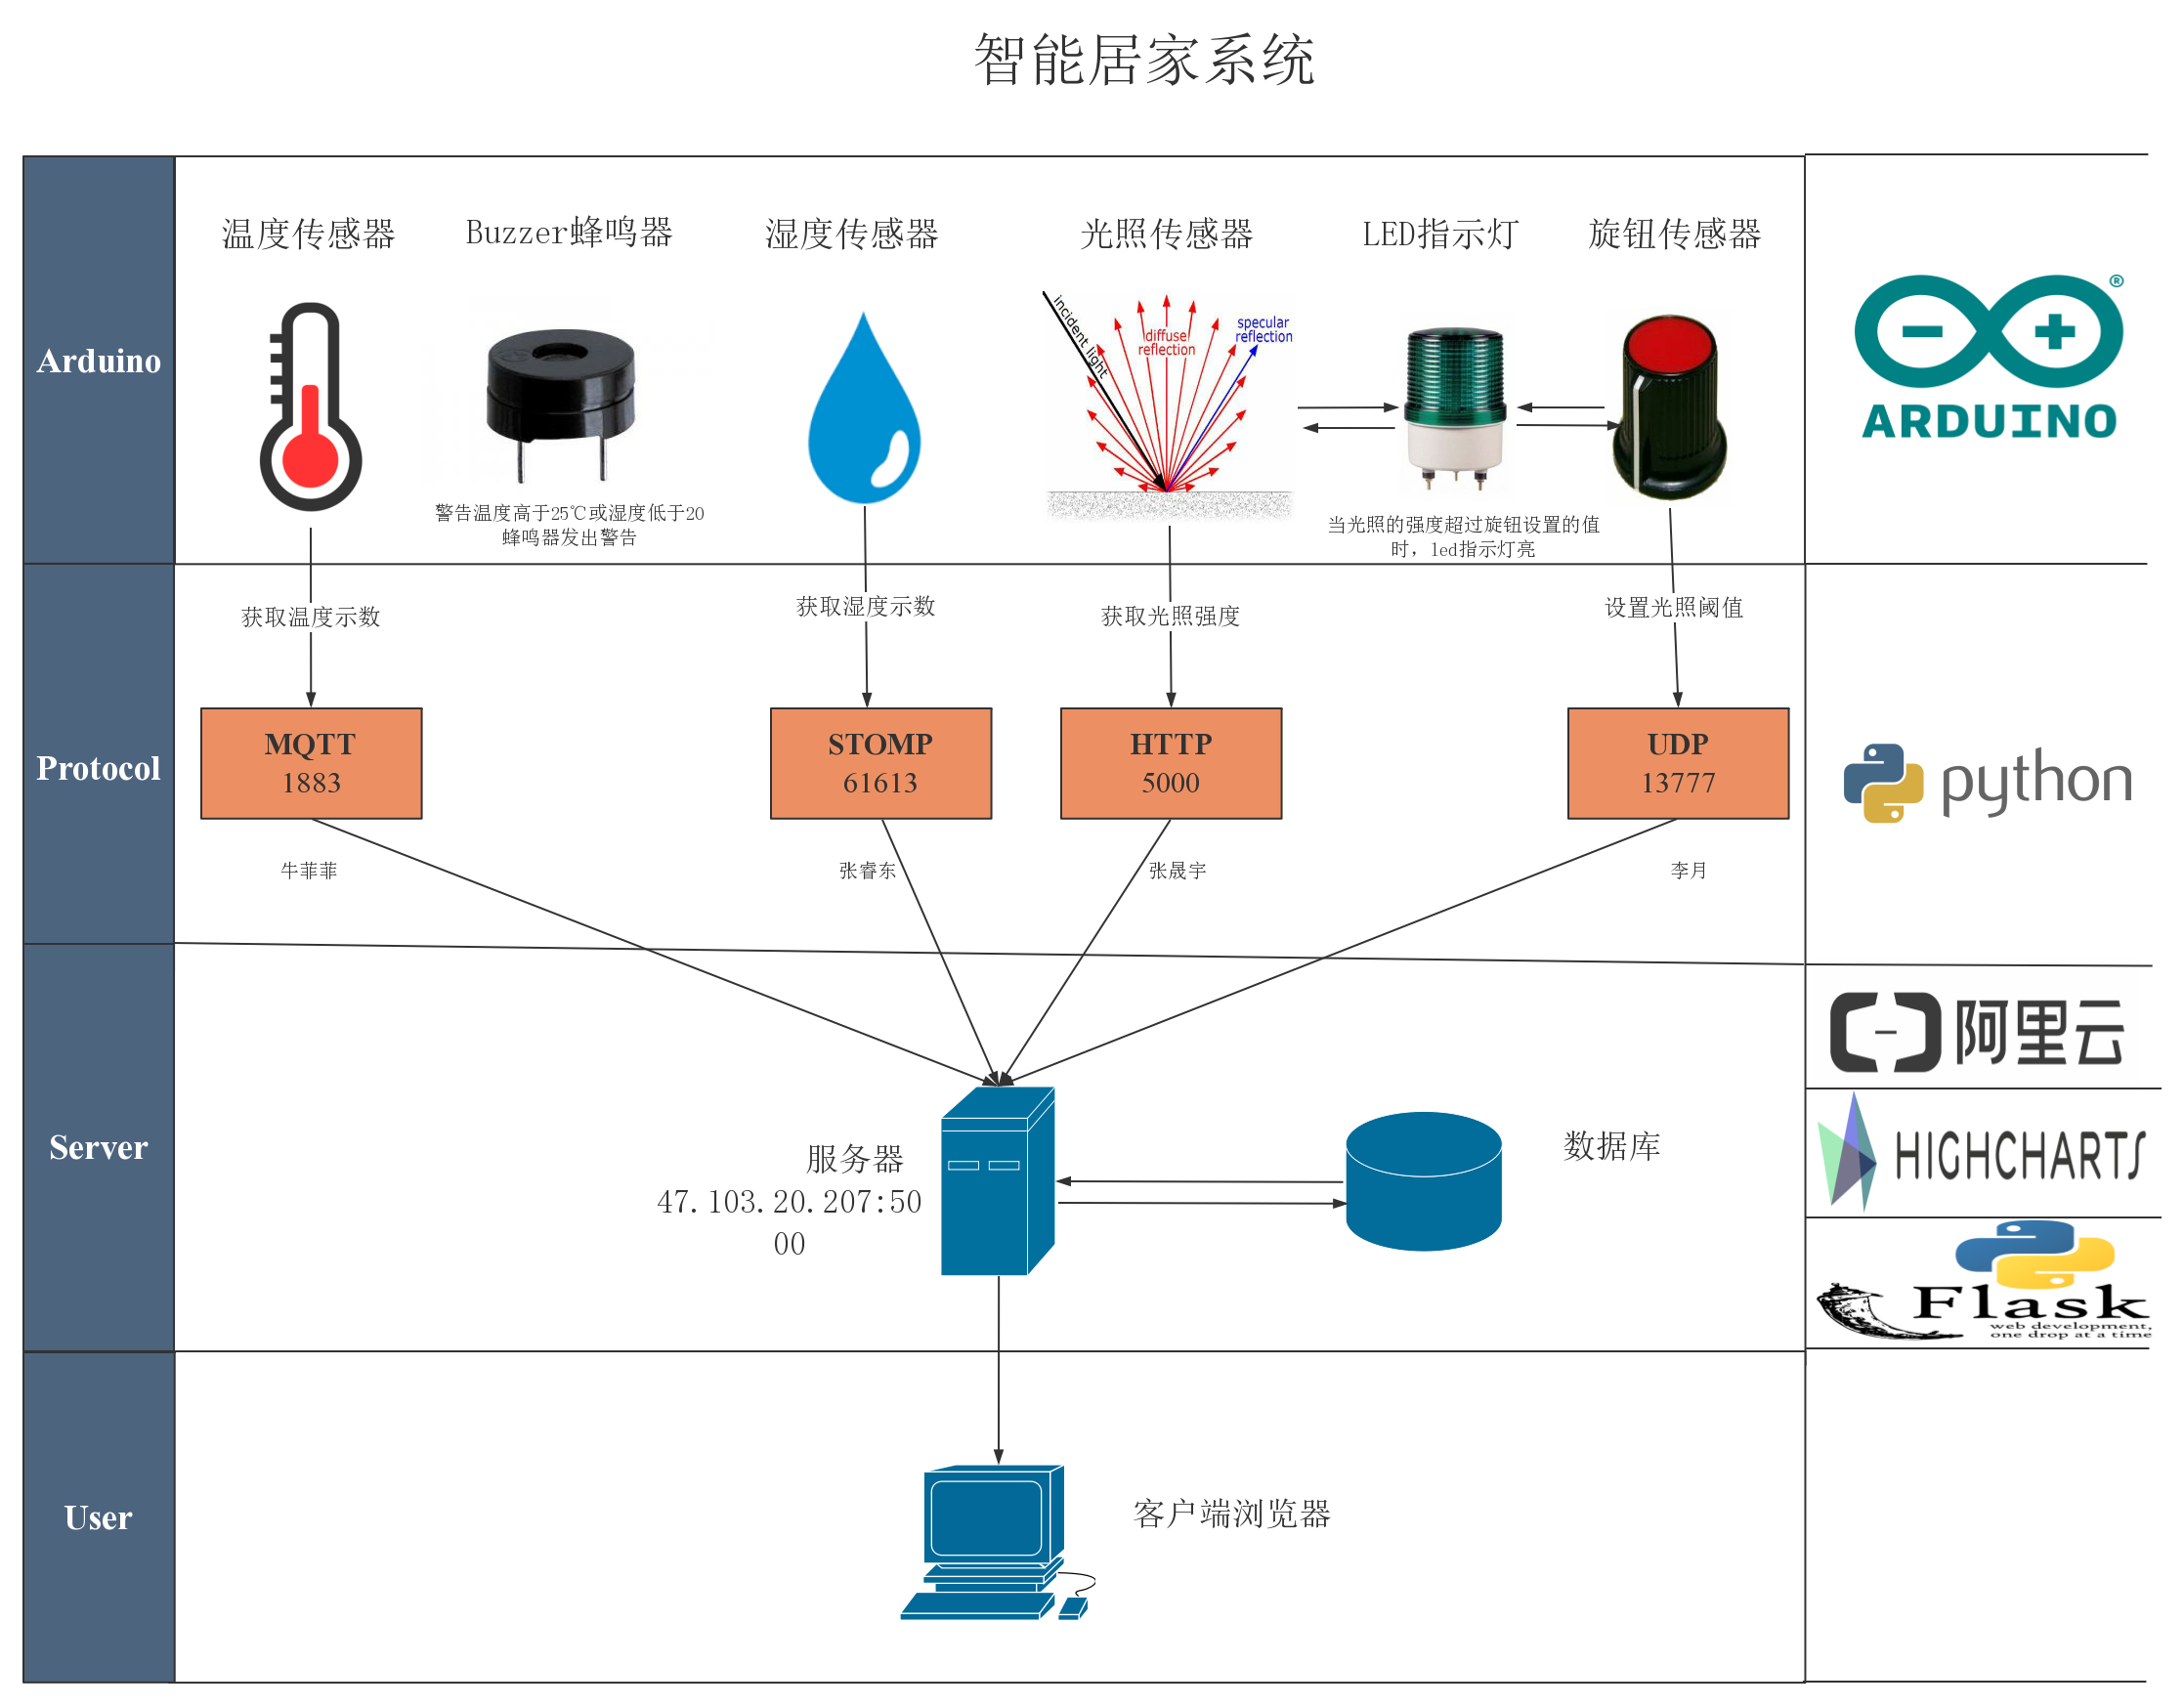 智能居家系统
Arduino
温度传感器
Buzzer蜂鸣器
湿度传感器
光照传感器
LED指示灯
旋钮传感器
incident light
diffuse
reflection
specular
reflection
警告温度高于25℃或湿度低于20
蜂鸣器发出警告
当光照的强度超过旋钮设置的值
时，led指示灯亮
®
ARDUINO
Protocol
获取温度示数
获取湿度示数
获取光照强度
设置光照阈值
MQTT
1883
STOMP
61613
HTTP
5000
UDP
13777
牛菲菲
张睿东
张晟宇
李月
python
Server
服务器
47.103.20.207:50
00
数据库
阿里云
HIGHCHARTS
Flask
web development,
one drop at a time
User
客户端浏览器